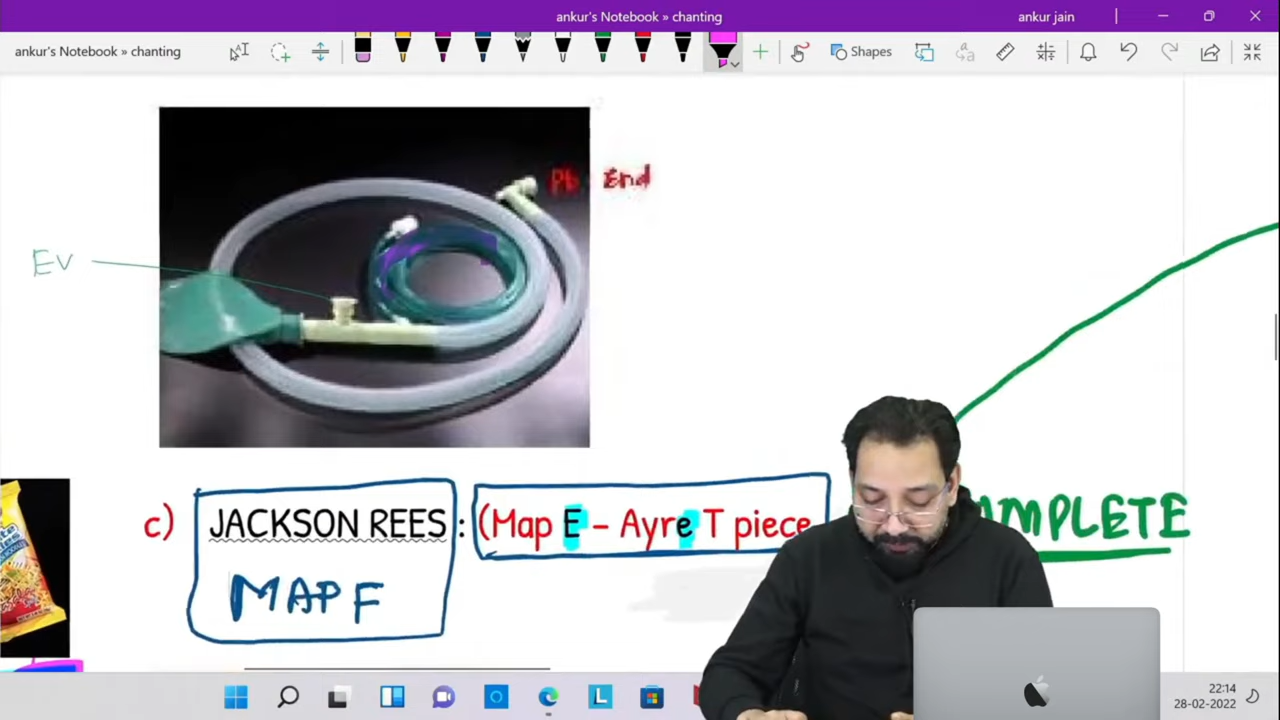 ankur's Notebook » chanting
ankur jain
ankur's Notebook » chanting
Shapes
Pt End
Ev
c) JACKSON REES : (Map E – Ayre T piece
MAP F
OMPLETE
22:14
28-02-2022